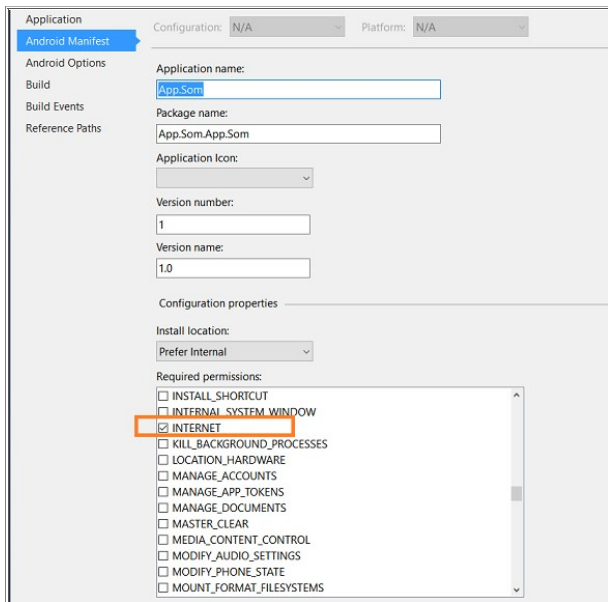 Application
Android Manifest
Android Options
Build
Build Events
Reference Paths
Configuration: N/A Platform: N/A
Application name:
App.Som
Package name:
App.Som.App.Som
Application Icon:
Version number:
1
Version name:
1.0
Configuration properties
Install location:
Prefer Internal
Required permissions:
INSTALL_SHORTCUT
INTERNAL_SYSTEM_WINDOW
INTERNET
KILL_BACKGROUND_PROCESSES
LOCATION_HARDWARE
MANAGE_ACCOUNTS
MANAGE_APP_TOKENS
MANAGE_DOCUMENTS
MASTER_CLEAR
MEDIA_CONTENT_CONTROL
MODIFY_AUDIO_SETTINGS
MODIFY_PHONE_STATE
MOUNT_FORMAT_FILESYSTEMS